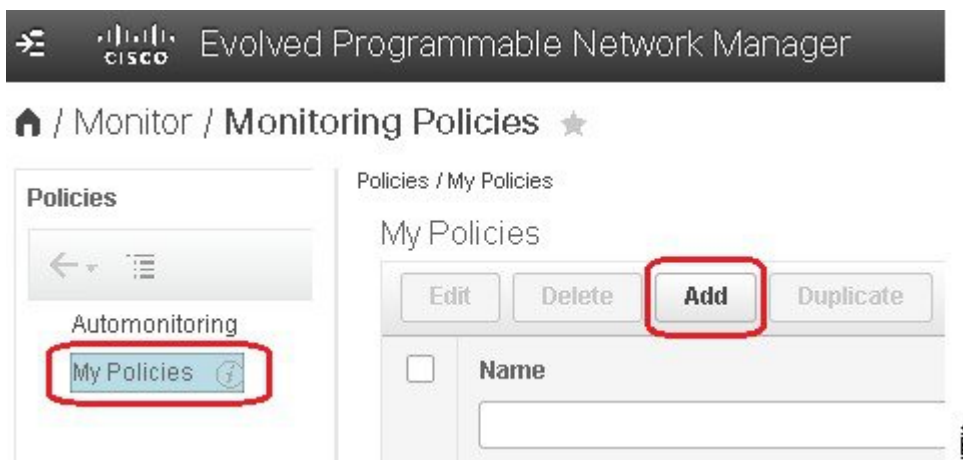 cisco Evolved Programmable Network Manager
/ Monitor / Monitoring Policies
Policies
Automonitoring
My Policies
Policies / My Policies
My Policies
Edit Delete Add Duplicate
Name